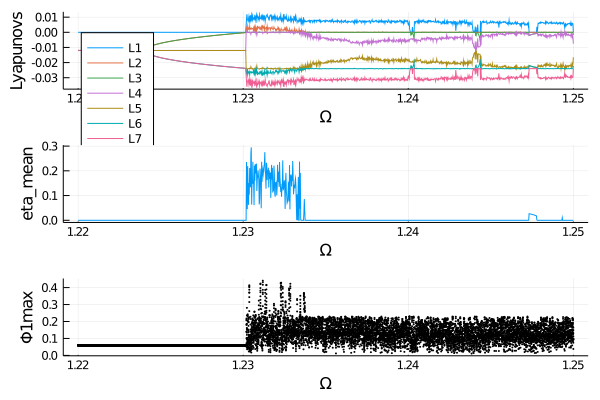 Lyapunovs
0.01
0.00
-0.01
-0.02
-0.03
L1
L2
L3
L4
L5
L6
L7
1.22 1.23 1.24 1.25
Ω
eta_mean
0.3
0.2
0.1
0.0
1.22 1.23 1.24 1.25
Ω
Φ1max
0.4
0.3
0.2
0.1
0.0
1.22 1.23 1.24 1.25
Ω